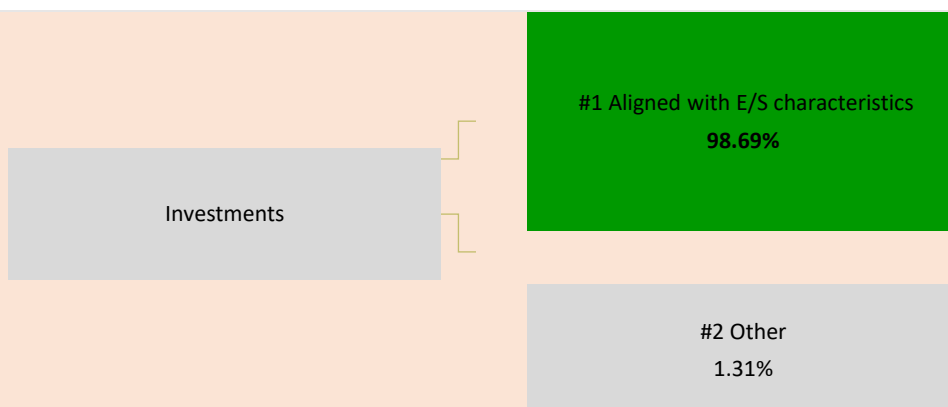 #1 Aligned with E/S characteristics
98.69%
Investments
#2 Other
1.31%